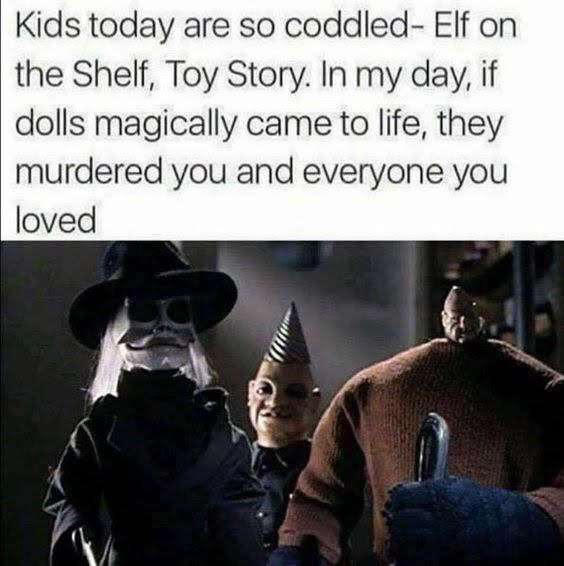 Kids today are so coddled- Elf on
the Shelf, Toy Story. In my day, if
dolls magically came to life, they
murdered you and everyone you
loved